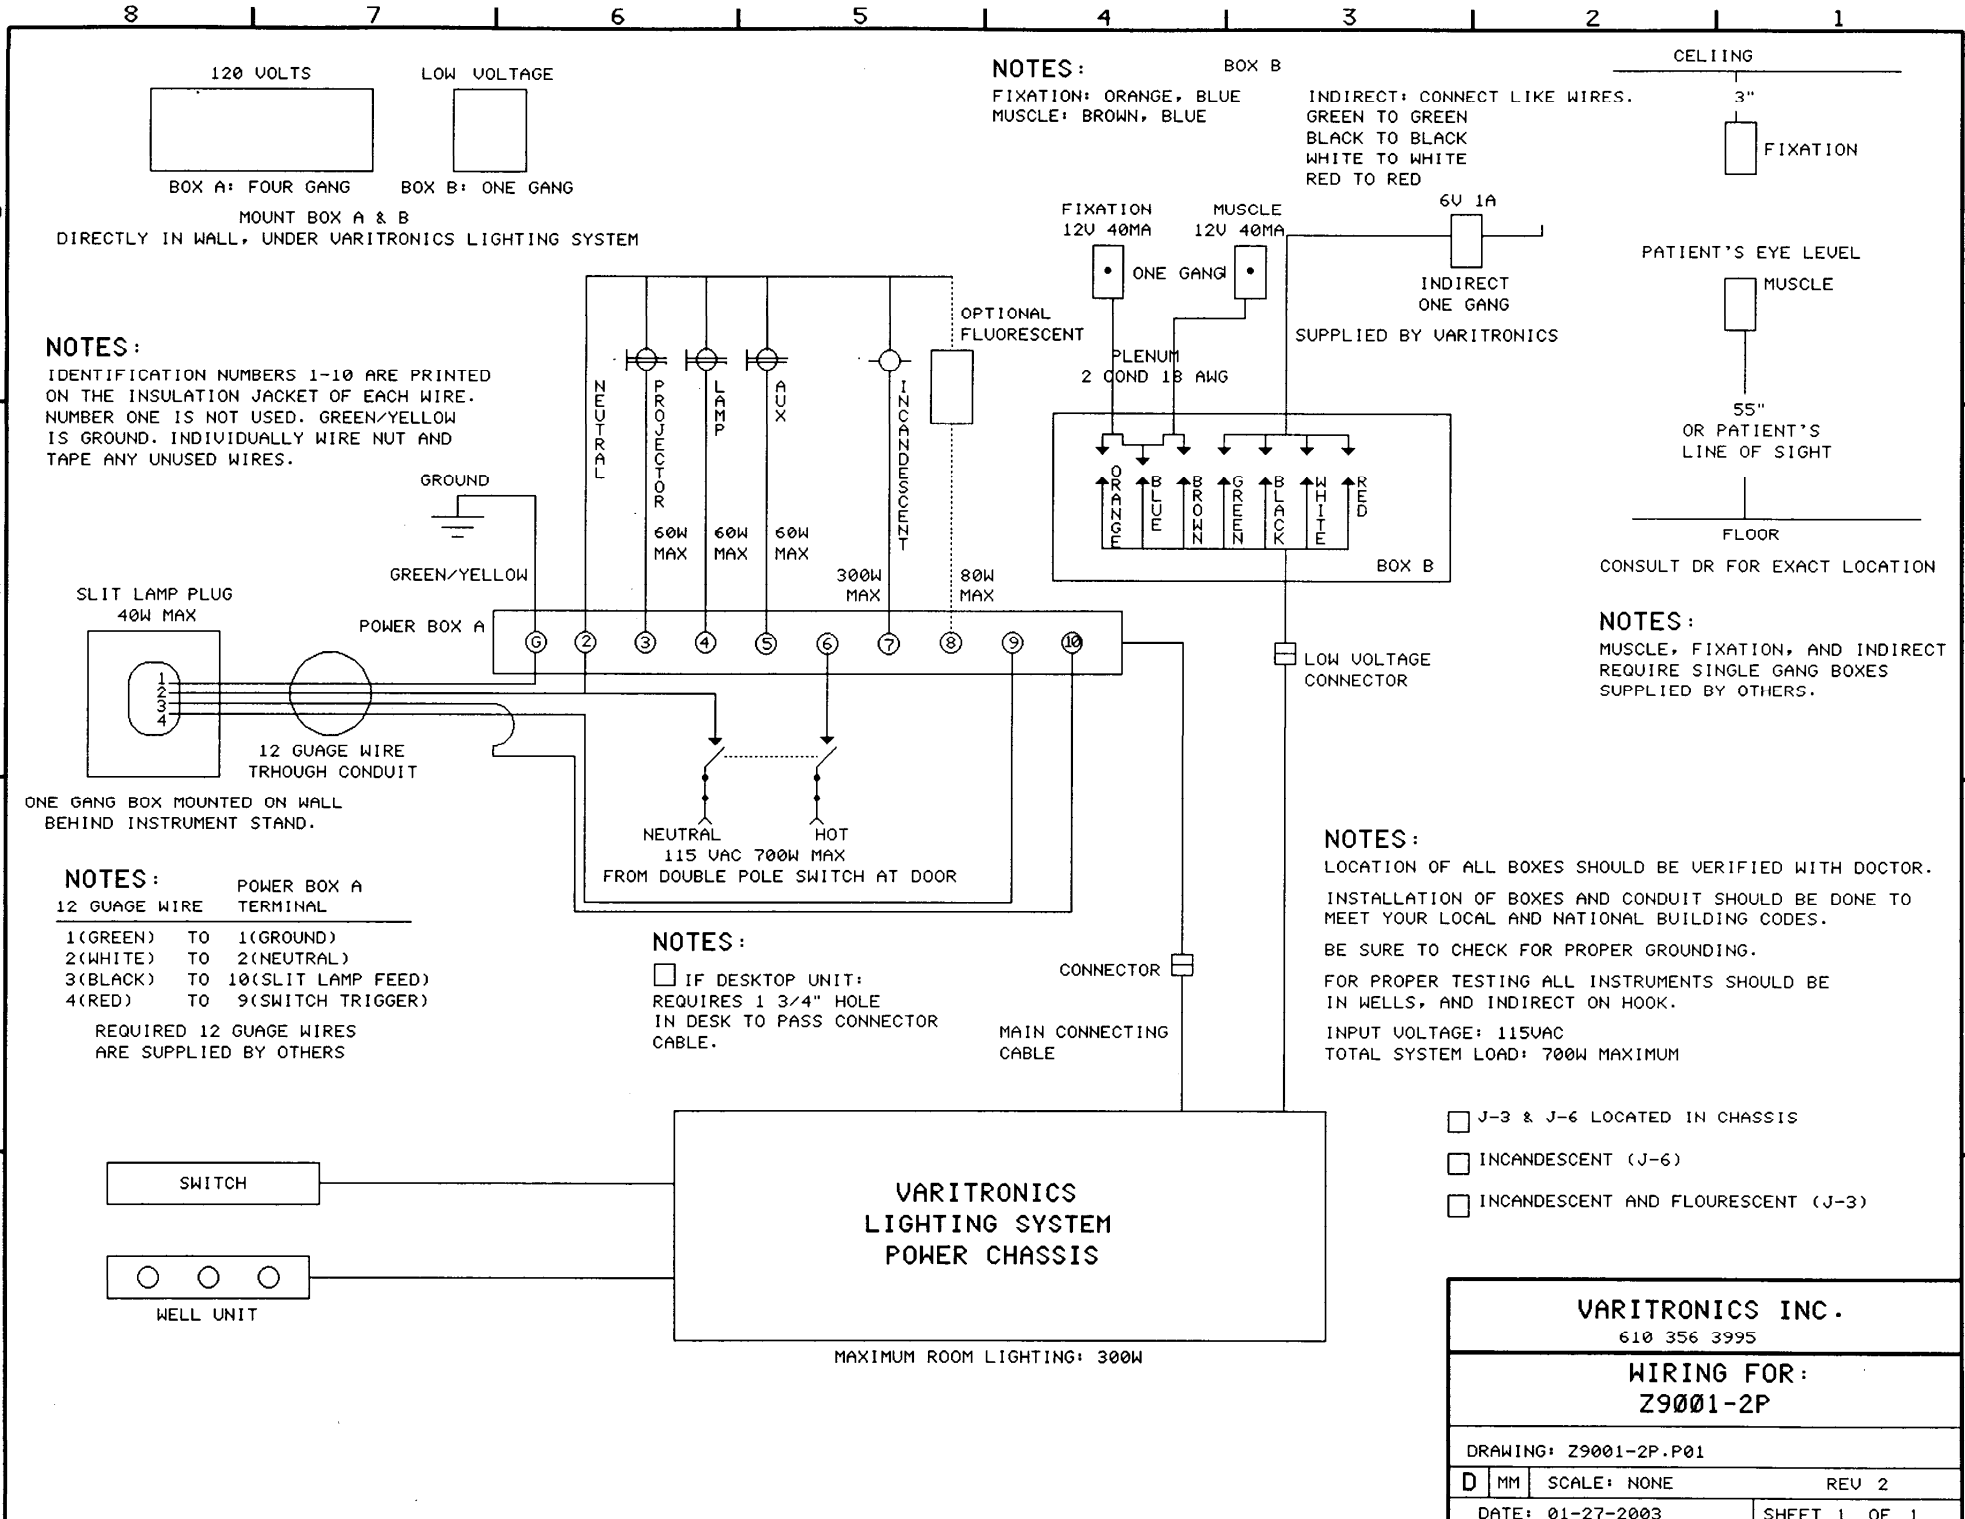 8 7 6 5 4 3 2 1
120 VOLTS
LOW VOLTAGE
BOX A: FOUR GANG
BOX B: ONE GANG
MOUNT BOX A & B
DIRECTLY IN WALL, UNDER VARITRONICS LIGHTING SYSTEM
NOTES:
BOX B
FIXATION: ORANGE, BLUE
MUSCLE: BROWN, BLUE
INDIRECT: CONNECT LIKE WIRES.
GREEN TO GREEN
BLACK TO BLACK
WHITE TO WHITE
RED TO RED
CELIING
3"
FIXATION
PATIENT'S EYE LEVEL
MUSCLE
55"
OR PATIENT'S
LINE OF SIGHT
FLOOR
CONSULT DR FOR EXACT LOCATION
FIXATION
12V 40MA
MUSCLE
12V 40MA
ONE GANG
6V 1A
INDIRECT
ONE GANG
SUPPLIED BY VARITRONICS
PLENUM
2 COND 18 AWG
ORANGE
BLUE
BROWN
GREEN
BLACK
WHITE
RED
BOX B
NOTES:
IDENTIFICATION NUMBERS 1-10 ARE PRINTED
ON THE INSULATION JACKET OF EACH WIRE.
NUMBER ONE IS NOT USED. GREEN/YELLOW
IS GROUND. INDIVIDUALLY WIRE NUT AND
TAPE ANY UNUSED WIRES.
GROUND
GREEN/YELLOW
NEUTRAL
PROJECTOR
LAMP
AUX
INCANDESCENT
OPTIONAL
FLUORESCENT
60W
MAX
60W
MAX
60W
MAX
300W
MAX
80W
MAX
POWER BOX A
G 2 3 4 5 6 7 8 9 10
SLIT LAMP PLUG
40W MAX
1
2
3
4
12 GUAGE WIRE
TRHOUGH CONDUIT
ONE GANG BOX MOUNTED ON WALL
BEHIND INSTRUMENT STAND.
NEUTRAL
HOT
115 VAC 700W MAX
FROM DOUBLE POLE SWITCH AT DOOR
LOW VOLTAGE
CONNECTOR
NOTES:
MUSCLE, FIXATION, AND INDIRECT
REQUIRE SINGLE GANG BOXES
SUPPLIED BY OTHERS.
NOTES:
POWER BOX A
12 GUAGE WIRE TERMINAL
1(GREEN) TO 1(GROUND)
2(WHITE) TO 2(NEUTRAL)
3(BLACK) TO 10(SLIT LAMP FEED)
4(RED) TO 9(SWITCH TRIGGER)
REQUIRED 12 GUAGE WIRES
ARE SUPPLIED BY OTHERS
NOTES:
IF DESKTOP UNIT:
REQUIRES 1 3/4" HOLE
IN DESK TO PASS CONNECTOR
CABLE.
CONNECTOR
MAIN CONNECTING
CABLE
NOTES:
LOCATION OF ALL BOXES SHOULD BE VERIFIED WITH DOCTOR.
INSTALLATION OF BOXES AND CONDUIT SHOULD BE DONE TO
MEET YOUR LOCAL AND NATIONAL BUILDING CODES.
BE SURE TO CHECK FOR PROPER GROUNDING.
FOR PROPER TESTING ALL INSTRUMENTS SHOULD BE
IN WELLS, AND INDIRECT ON HOOK.
INPUT VOLTAGE: 115VAC
TOTAL SYSTEM LOAD: 700W MAXIMUM
J-3 & J-6 LOCATED IN CHASSIS
INCANDESCENT (J-6)
INCANDESCENT AND FLOURESCENT (J-3)
SWITCH
WELL UNIT
VARITRONICS
LIGHTING SYSTEM
POWER CHASSIS
MAXIMUM ROOM LIGHTING: 300W
VARITRONICS INC.
610 356 3995
WIRING FOR:
Z9001-2P
DRAWING: Z9001-2P.P01
D MM SCALE: NONE REV 2
DATE: 01-27-2003 SHEET 1 OF 1